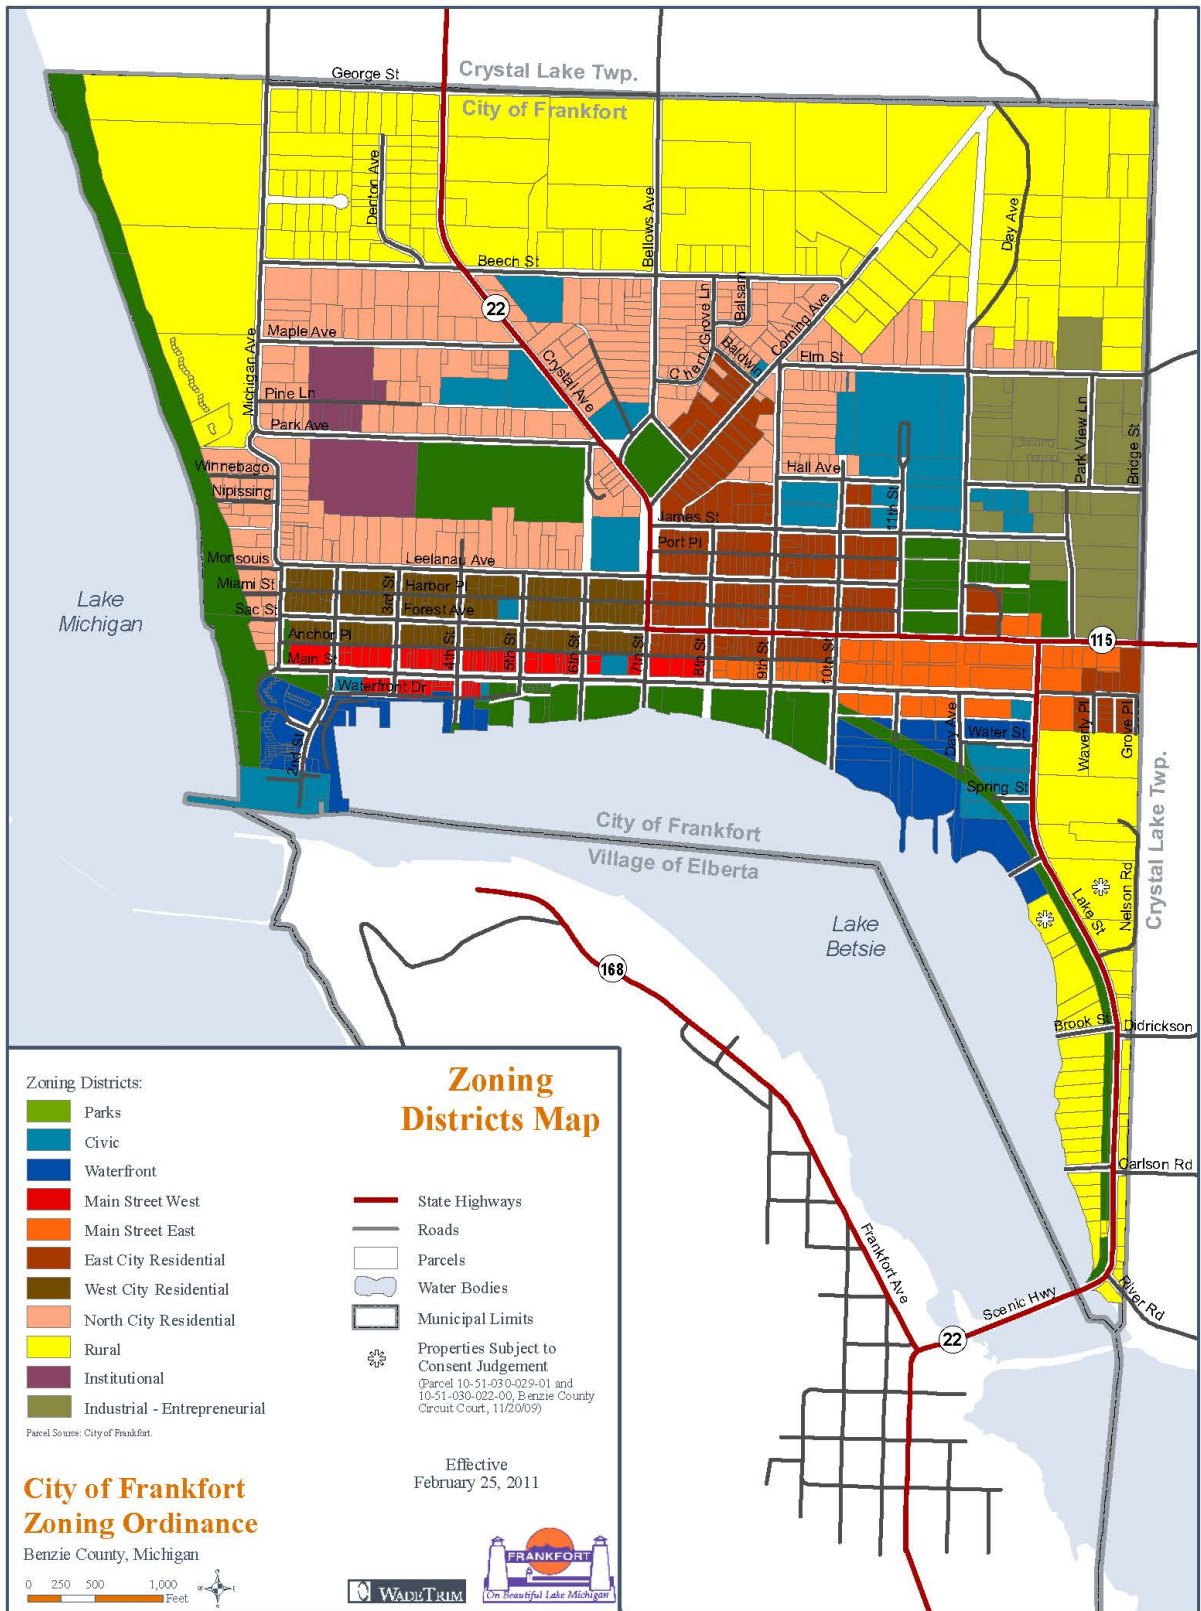 George St
Crystal Lake Twp.
City of Frankfort
Denton Ave
Bellows Ave
Day Ave
Beech St
22
Cherry Grove Ln
Balsam
Corning Ave
Maple Ave
Michigan Ave
Crystal Ave
Baldwin
Elm St
Pine Ln
Park Ave
Park View Ln
Bridge St
Winnebago
Nipissing
Hall Ave
11th St
James St
Port Pl
Monsouis
Leelanau Ave
Miami St
3rd St
Harbor Pl
Sac St
Forest Ave
Lake
Michigan
Anchor Pl
Main St
4th St
5th St
6th St
7th St
8th St
9th St
10th St
115
Waterfront Dr
2nd St
Day Ave
Water St
Waverly Pl
Grove Pl
Spring St
Crystal Lake Twp.
City of Frankfort
Village of Elberta
Lake
Betsie
Lake St
Nelson Rd
168
Brook St
Didrickson
Carlson Rd
Frankfort Ave
Scenic Hwy
River Rd
22
Zoning
Districts Map
Zoning Districts:
Parks
Civic
Waterfront
Main Street West
Main Street East
East City Residential
West City Residential
North City Residential
Rural
Institutional
Industrial - Entrepreneurial
Parcel Source: City of Frankfort.
State Highways
Roads
Parcels
Water Bodies
Municipal Limits
Properties Subject to
Consent Judgement
(Parcel 10-51-030-029-01 and
10-51-030-022-00, Benzie County
Circuit Court, 11/20/09)
Effective
February 25, 2011
City of Frankfort
Zoning Ordinance
Benzie County, Michigan
0 250 500 1,000
Feet
N
W E
S
WADETRIM
FRANKFORT
On Beautiful Lake Michigan